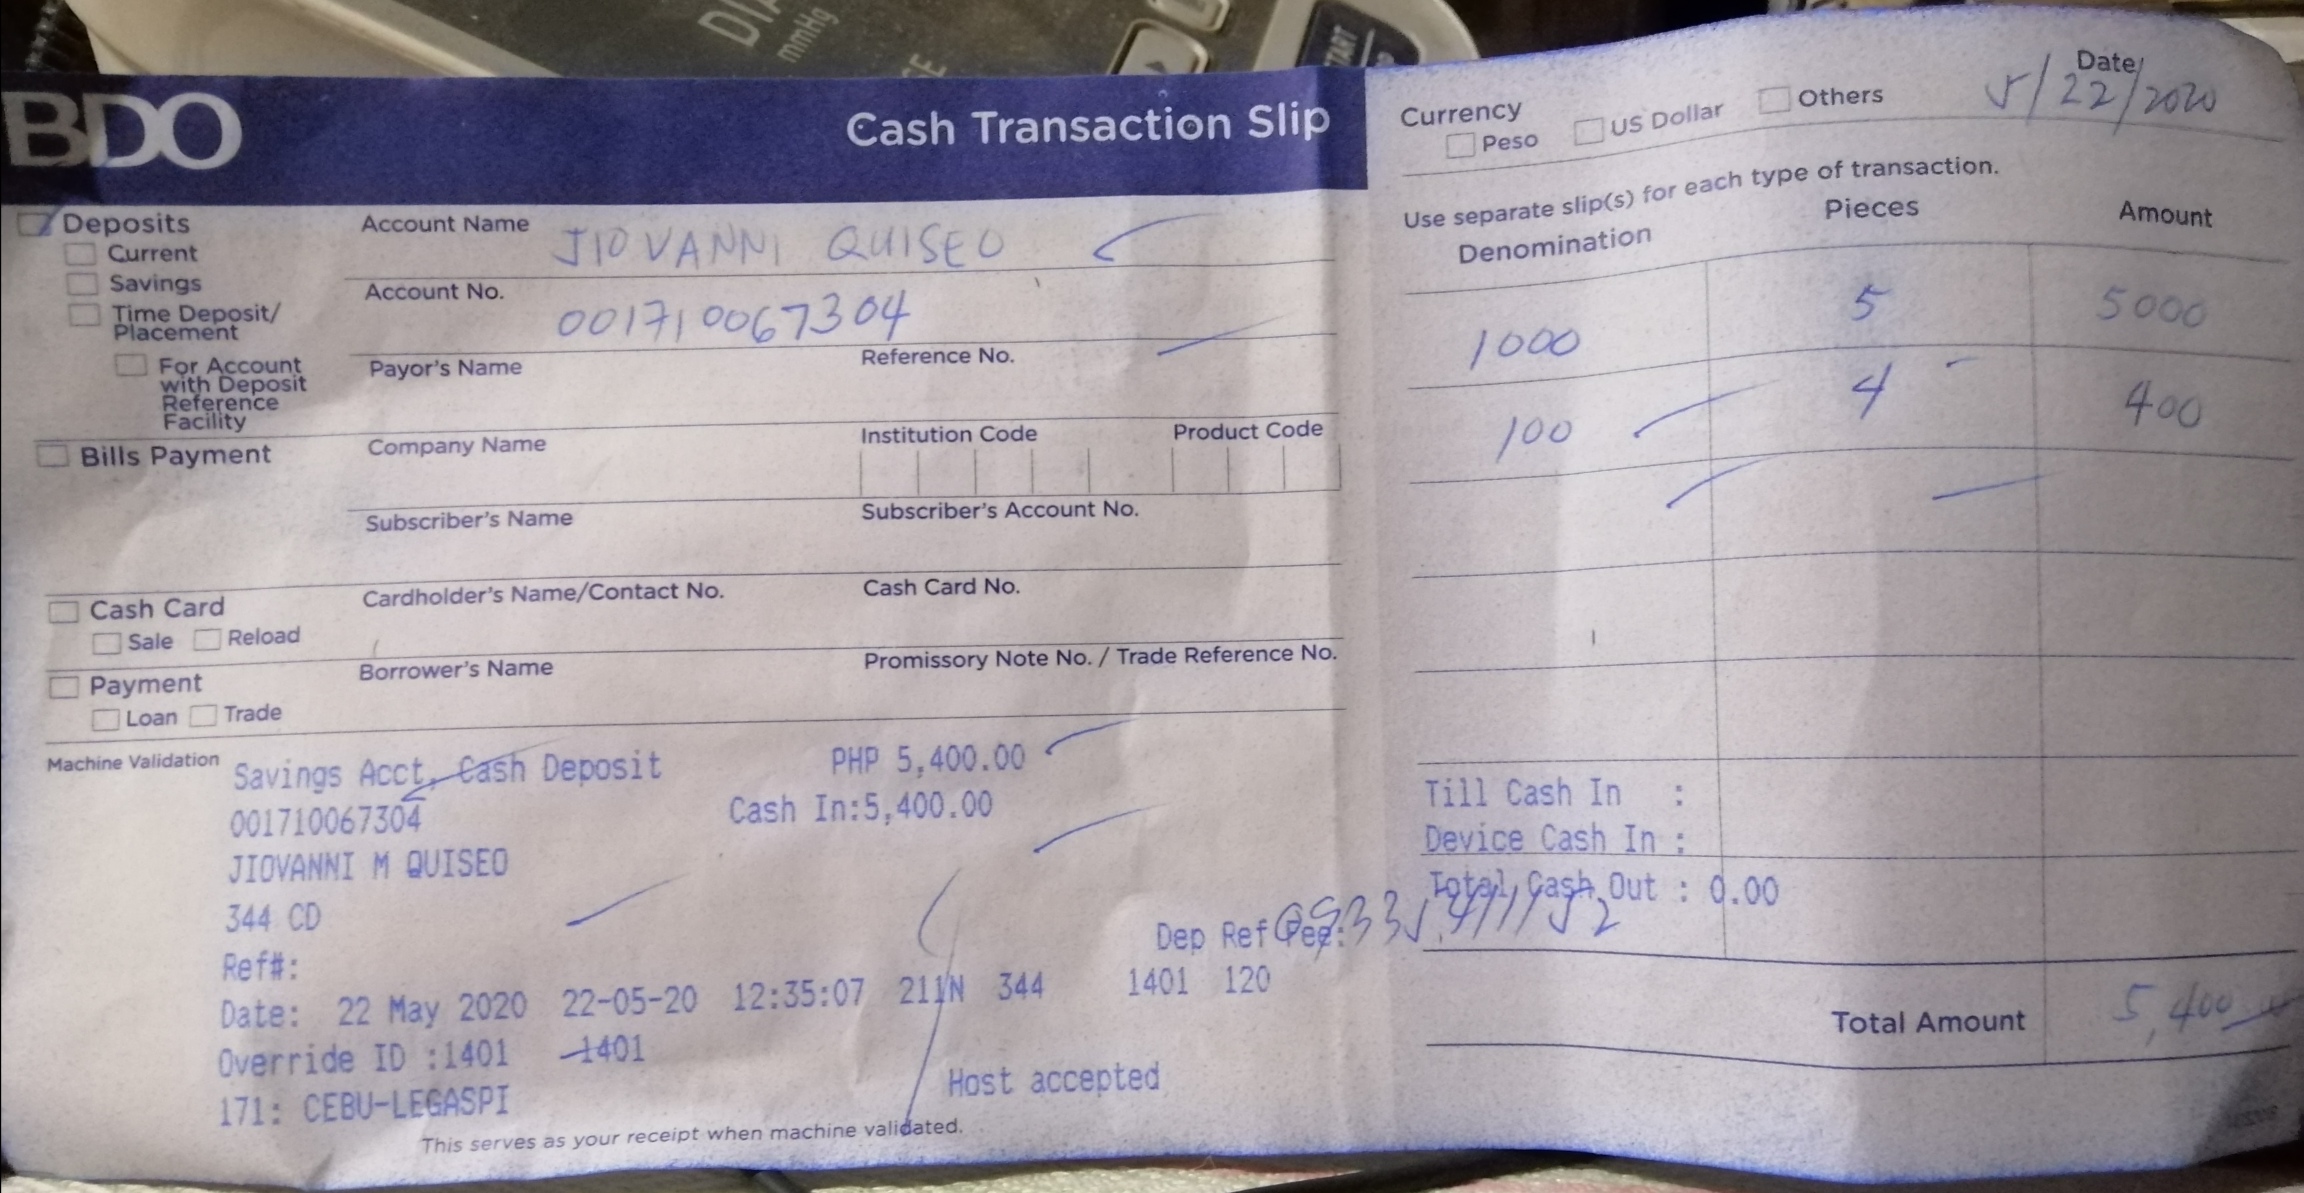 DIA
mmHg
SE
START
BDO
Cash Transaction Slip
Deposits
Current
Savings
Time Deposit/
Placement
For Account
with Deposit
Reference
Facility
Bills Payment
Cash Card
Sale Reload
Payment
Loan Trade
Account Name JIOVANNI QUISEO
Account No. 001710067304
Payor's Name Reference No.
Company Name Institution Code Product Code
Subscriber's Name Subscriber's Account No.
Cardholder's Name/Contact No. Cash Card No.
Borrower's Name Promissory Note No. / Trade Reference No.
Machine Validation
Savings Acct, Cash Deposit PHP 5,400.00
001710067304 Cash In:5,400.00
JIOVANNI M QUISEO
344 CD
Ref#: Dep Ref
Date: 22 May 2020 22-05-20 12:35:07 211N 344 1401 120
Override ID :1401 1401
171: CEBU-LEGASPI Host accepted
This serves as your receipt when machine validated.
Currency Date
Peso US Dollar Others 5/22/2020
Use separate slip(s) for each type of transaction.
Denomination Pieces Amount
1000 5 5000
100 4 400
Till Cash In :
Device Cash In :
Total Cash Out : 0.00
Total Amount 5,400